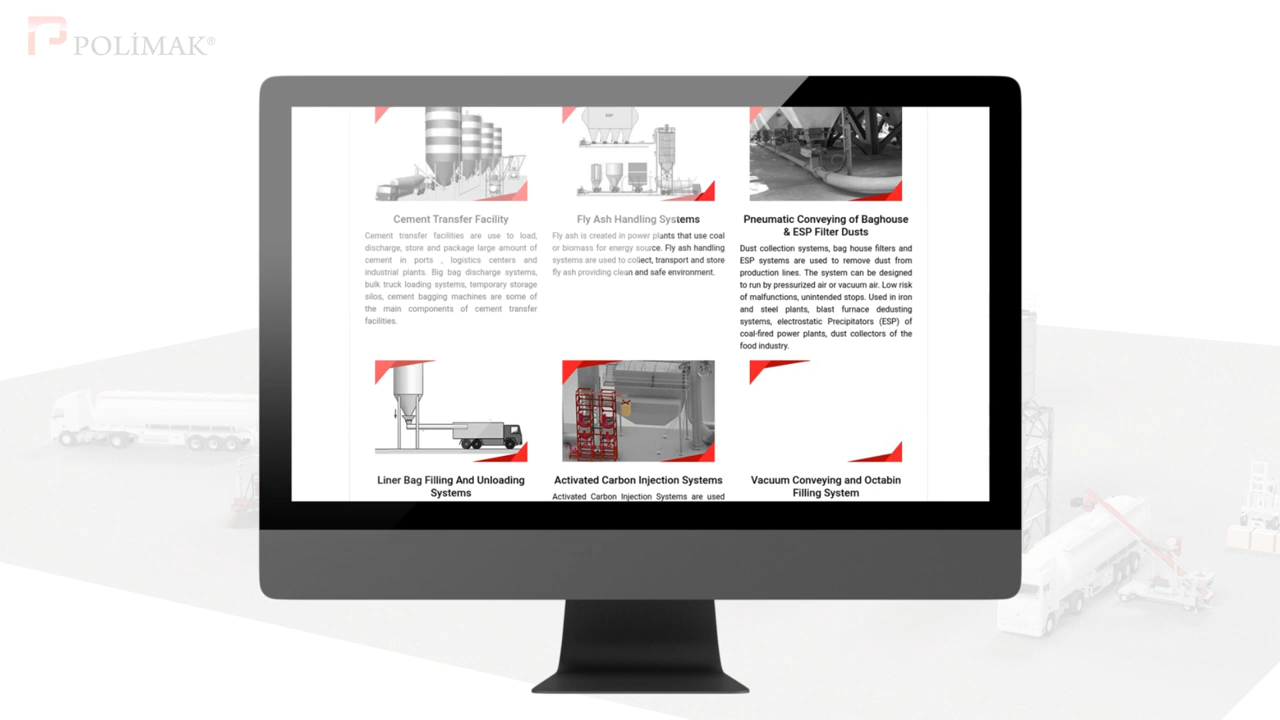 POLİMAK®
ESP
Cement Transfer Facility
Cement transfer facilities are use to load,
discharge, store and package large amount of
cement in ports , logistics centers and
industrial plants. Big bag discharge systems,
bulk truck loading systems, temporary storage
silos, cement bagging machines are some of
the main components of cement transfer
facilities.
Fly Ash Handling Systems
Fly ash is created in power plants that use coal
or biomass for energy source. Fly ash handling
systems are used to collect, transport and store
fly ash providing clean and safe environment.
Pneumatic Conveying of Baghouse
& ESP Filter Dusts
Dust collection systems, bag house filters and
ESP systems are used to remove dust from
production lines. The system can be designed
to run by pressurized air or vacuum air. Low risk
of malfunctions, unintended stops. Used in iron
and steel plants, blast furnace dedusting
systems, electrostatic Precipitators (ESP) of
coal-fired power plants, dust collectors of the
food industry.
Liner Bag Filling And Unloading
Systems
Activated Carbon Injection Systems
Activated Carbon Injection Systems are used
Vacuum Conveying and Octabin
Filling System